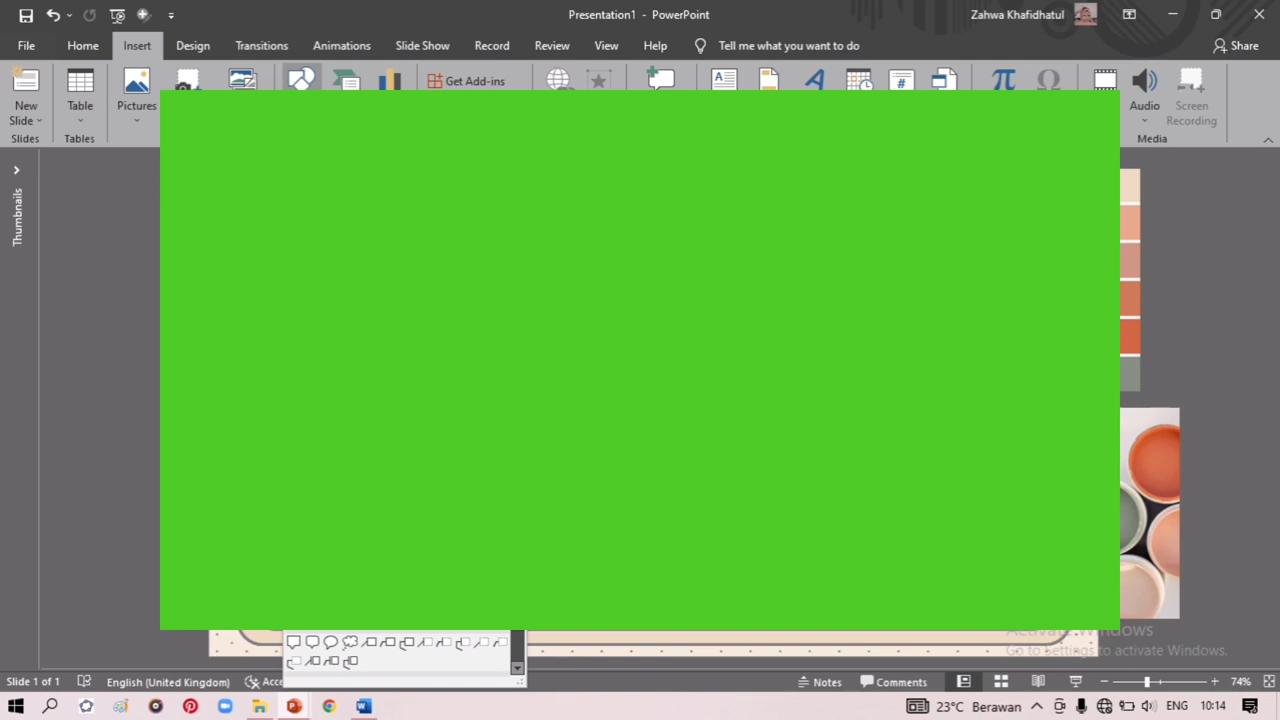 Presentation1 - PowerPoint
Zahwa Khafidhatul
File Home Insert Design Transitions Animations Slide Show Record Review View Help Tell me what you want to do Share
New Slide
Table
Pictures
Get Add-ins
Audio
Screen Recording
Slides
Tables
Media
Thumbnails
Activate Windows
Go to Settings to activate Windows.
Slide 1 of 1 English (United Kingdom) Acce Notes Comments 74%
23°C Berawan ENG 10:14